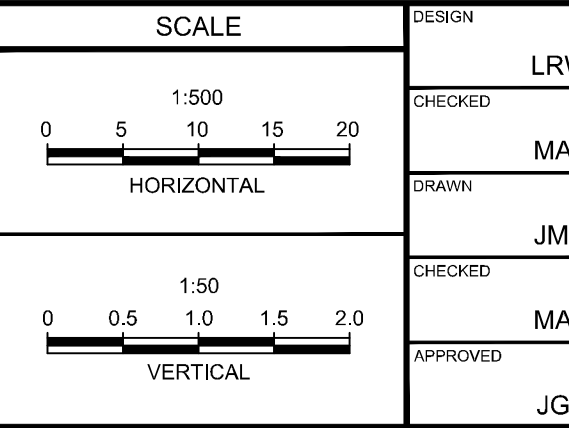 SCALE
1:500
0 5 10 15 20
HORIZONTAL
1:50
0 0.5 1.0 1.5 2.0
VERTICAL
DESIGN
CHECKED
MA
DRAWN
JM
CHECKED
MA
APPROVED
JG